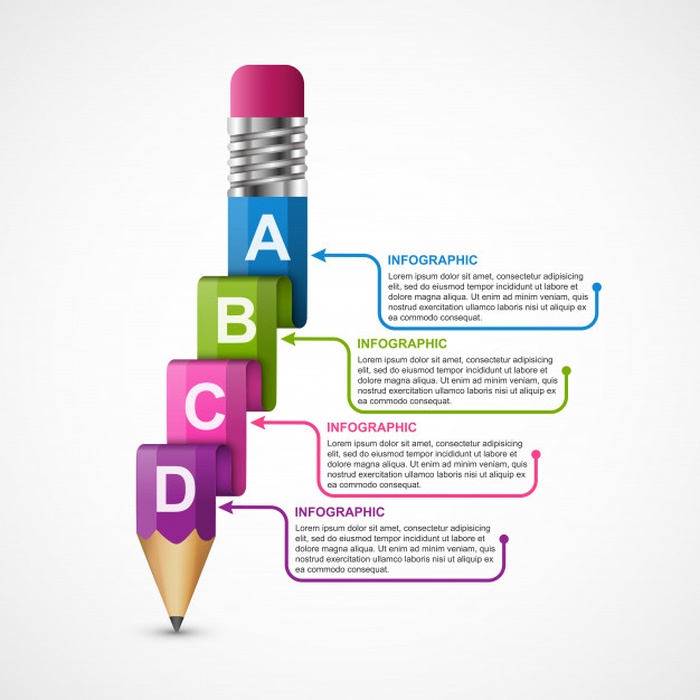 A
INFOGRAPHIC
Lorem ipsum dolor sit amet, consectetur adipiscing elit,
sed do eiusmod tempor incididunt ut labore et dolore
magna aliqua. Ut enim ad minim veniam, quis
nostrud exercitation ullamco laboris nisi ut aliquip ex
ea commodo consequat.
B
INFOGRAPHIC
Lorem ipsum dolor sit amet, consectetur adipiscing elit,
sed do eiusmod tempor incididunt ut labore et dolore
magna aliqua. Ut enim ad minim veniam, quis
nostrud exercitation ullamco laboris nisi ut aliquip ex
ea commodo consequat.
C
INFOGRAPHIC
Lorem ipsum dolor sit amet, consectetur adipiscing elit,
sed do eiusmod tempor incididunt ut labore et dolore
magna aliqua. Ut enim ad minim veniam, quis
nostrud exercitation ullamco laboris nisi ut aliquip ex
ea commodo consequat.
D
INFOGRAPHIC
Lorem ipsum dolor sit amet, consectetur adipiscing elit,
sed do eiusmod tempor incididunt ut labore et dolore
magna aliqua. Ut enim ad minim veniam, quis
nostrud exercitation ullamco laboris nisi ut aliquip ex
ea commodo consequat.